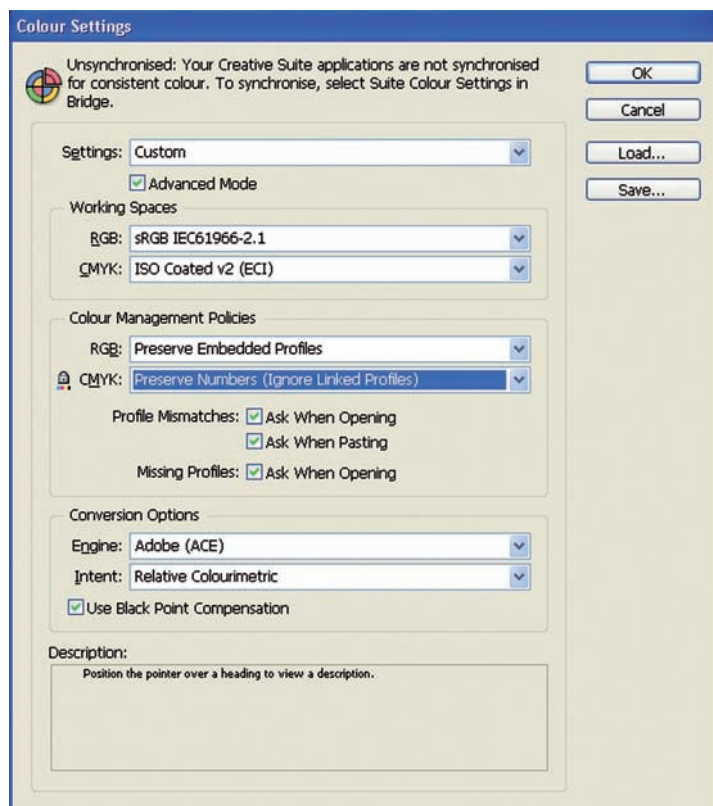 Colour Settings
Unsynchronised: Your Creative Suite applications are not synchronised
for consistent colour. To synchronise, select Suite Colour Settings in
Bridge.
OK
Cancel
Load...
Save...
Settings: Custom
Advanced Mode
Working Spaces
RGB: sRGB IEC61966-2.1
CMYK: ISO Coated v2 (ECI)
Colour Management Policies
RGB: Preserve Embedded Profiles
CMYK: Preserve Numbers (Ignore Linked Profiles)
Profile Mismatches: Ask When Opening
Ask When Pasting
Missing Profiles: Ask When Opening
Conversion Options
Engine: Adobe (ACE)
Intent: Relative Colourimetric
Use Black Point Compensation
Description:
Position the pointer over a heading to view a description.